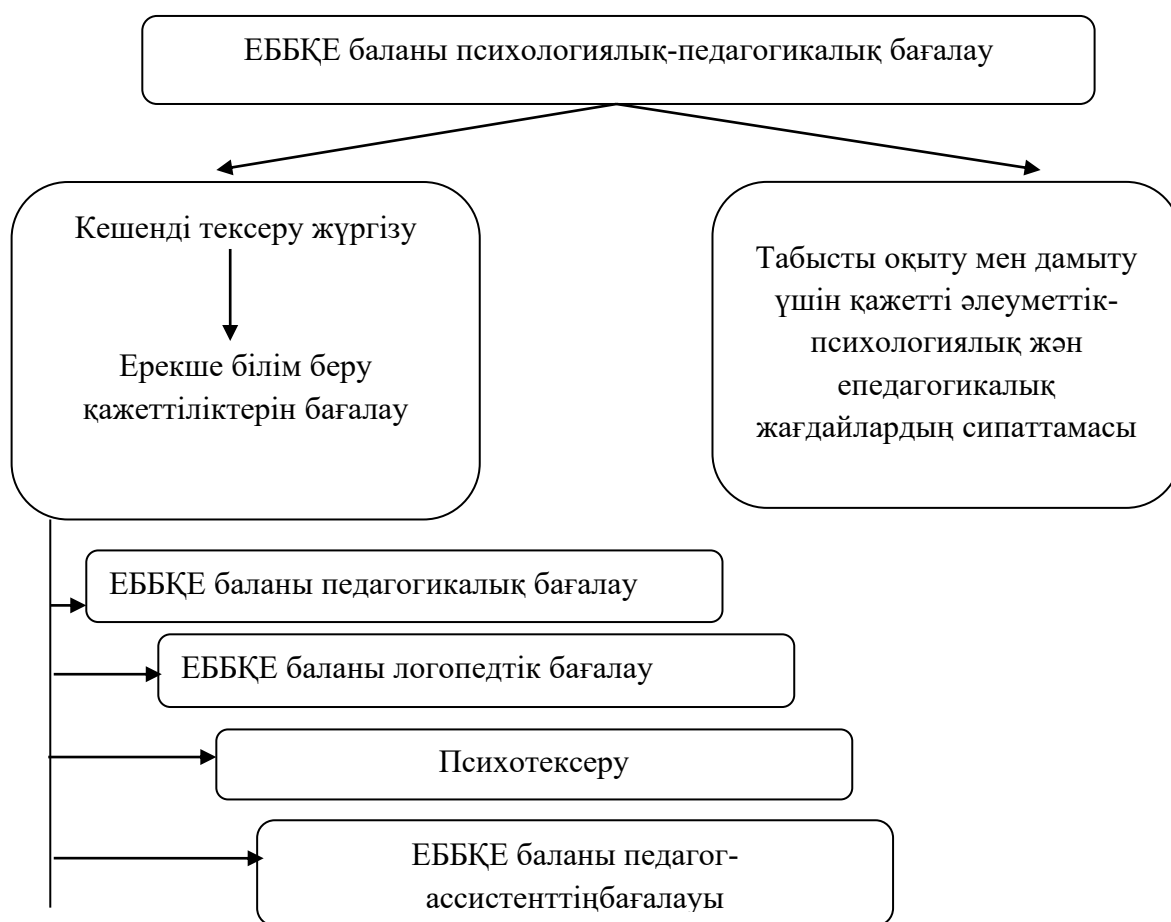 ЕББҚЕ баланы психологиялық-педагогикалық бағалау
Кешенді тексеру жүргізу
Ерекше білім беру
қажеттіліктерін бағалау
Табысты оқыту мен дамыту
үшін қажетті әлеуметтік-
психологиялық жән
епедагогикалық
жағдайлардың сипаттамасы
ЕББҚЕ баланы педагогикалық бағалау
ЕББҚЕ баланы логопедтік бағалау
Психотексеру
ЕББҚЕ баланы педагог-
ассистенттіңбағалауы